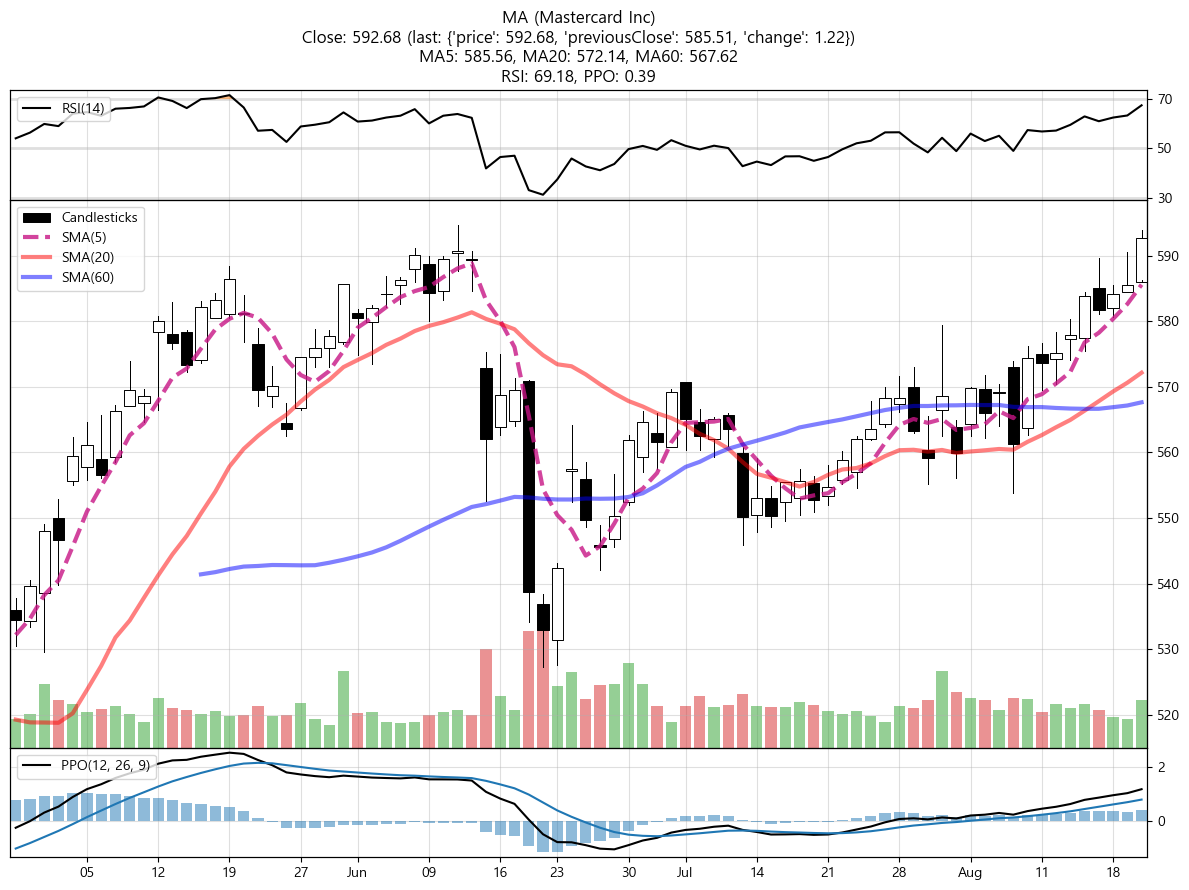 MA (Mastercard Inc)
Close: 592.68 (last: {'price': 592.68, 'previousClose': 585.51, 'change': 1.22})
MA5: 585.56, MA20: 572.14, MA60: 567.62
RSI: 69.18, PPO: 0.39
RSI(14)
70
50
30
Candlesticks
SMA(5)
SMA(20)
SMA(60)
590
580
570
560
550
540
530
520
PPO(12, 26, 9)
2
0
05 12 19 27 Jun 09 16 23 30 Jul 14 21 28 Aug 11 18